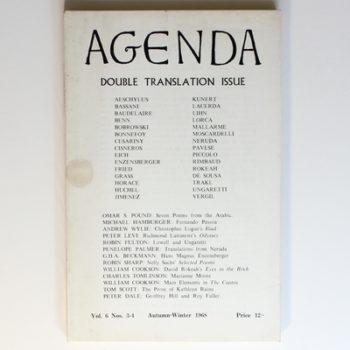 AGENDA
DOUBLE TRANSLATION ISSUE
AESCHYLUS
BASSANI
BAUDELAIRE
BENN
BOBROWSKI
BONNEFOY
CESARINY
CISNEROS
EICH
ENZENSBERGER
FRIED
GRASS
HORACE
HUCHEL
JIMENEZ
KUNERT
LACERDA
LIHN
LORCA
MALLARME
MOSCARDELLI
NERUDA
PAVESE
PICCOLO
RIMBAUD
ROKEAH
DE SOUSA
TRAKL
UNGARETTI
VERGIL
OMAR S. POUND: Seven Poems from the Arabic.
MICHAEL HAMBURGER: Fernando Pessoa
ANDREW WYLIE: Christopher Logue's Iliad
PETER LEVI: Richmond Lattimore's Odyssey
ROBIN FULTON: Lowell and Ungaretti
PENELOPE PALMER: Translations from Neruda
G.H.A. BECKMANN: Hans Magnus Enzensberger
ROBIN SHARP: Nelly Sachs' Selected Poems
WILLIAM COOKSON: David Rokeah's Eyes in the Rock
CHARLES TOMLINSON: Marianne Moore
WILLIAM COOKSON: Main Elements in The Cantos
TOM SCOTT: The Prose of Kathleen Raine
PETER DALE: Geoffrey Hill and Roy Fuller
Vol. 6 Nos. 3-4 Autumn-Winter 1968 Price 12/-